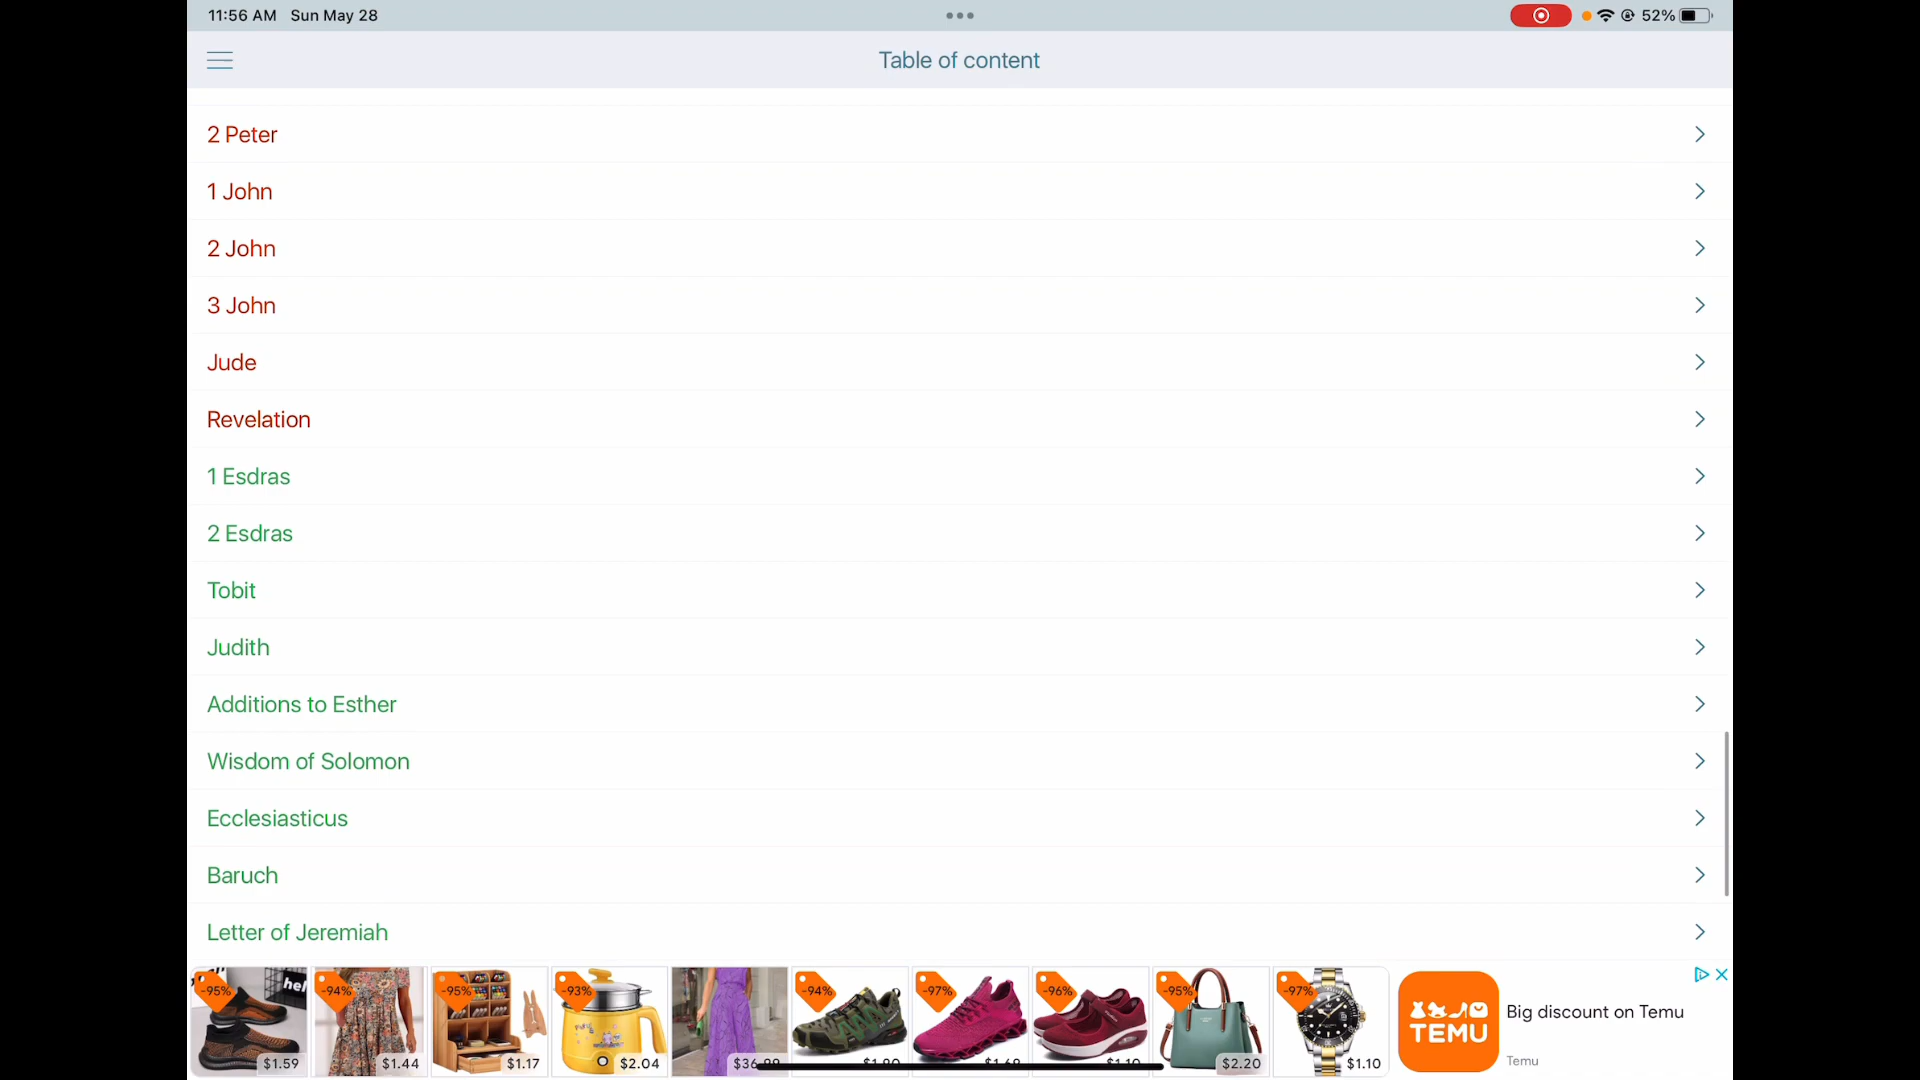 11:56 AM Sun May 28
52%
Table of content
2 Peter
1 John
2 John
3 John
Jude
Revelation
1 Esdras
2 Esdras
Tobit
Judith
Additions to Esther
Wisdom of Solomon
Ecclesiasticus
Baruch
Letter of Jeremiah
-95%
$1.59
-94%
$1.44
-95%
$1.17
-93%
$2.04
-94%
-97%
-96%
-95%
$2.20
-97%
$1.10
TEMU
Big discount on Temu
Temu